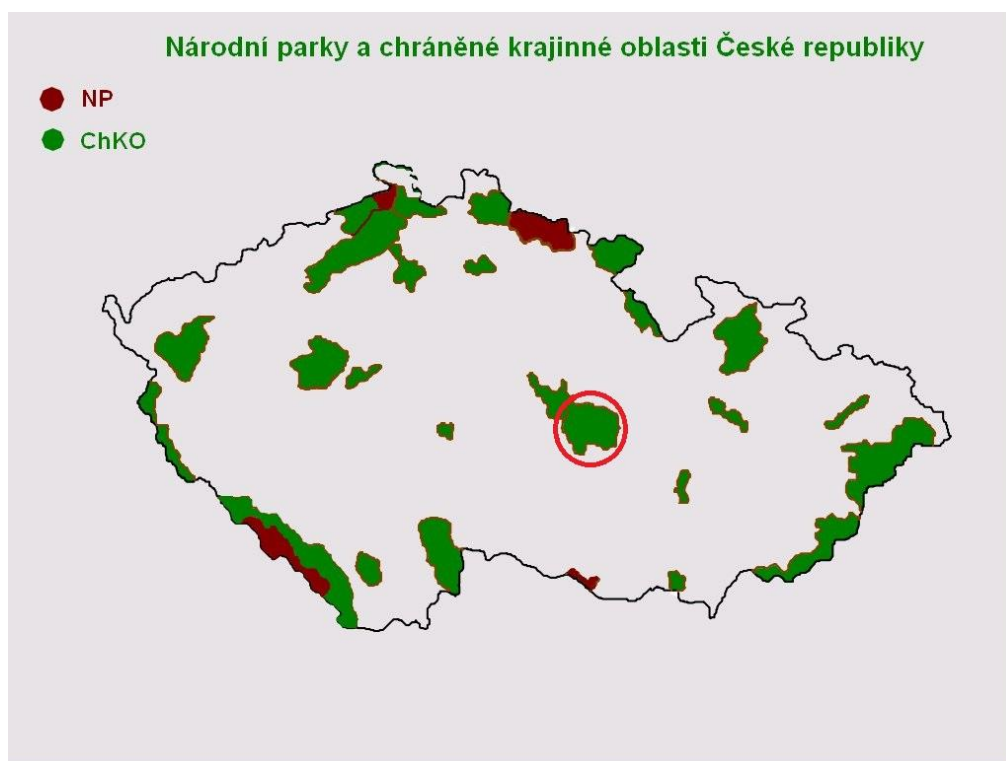 Národní parky a chráněné krajinné oblasti České republiky
NP
ChKO